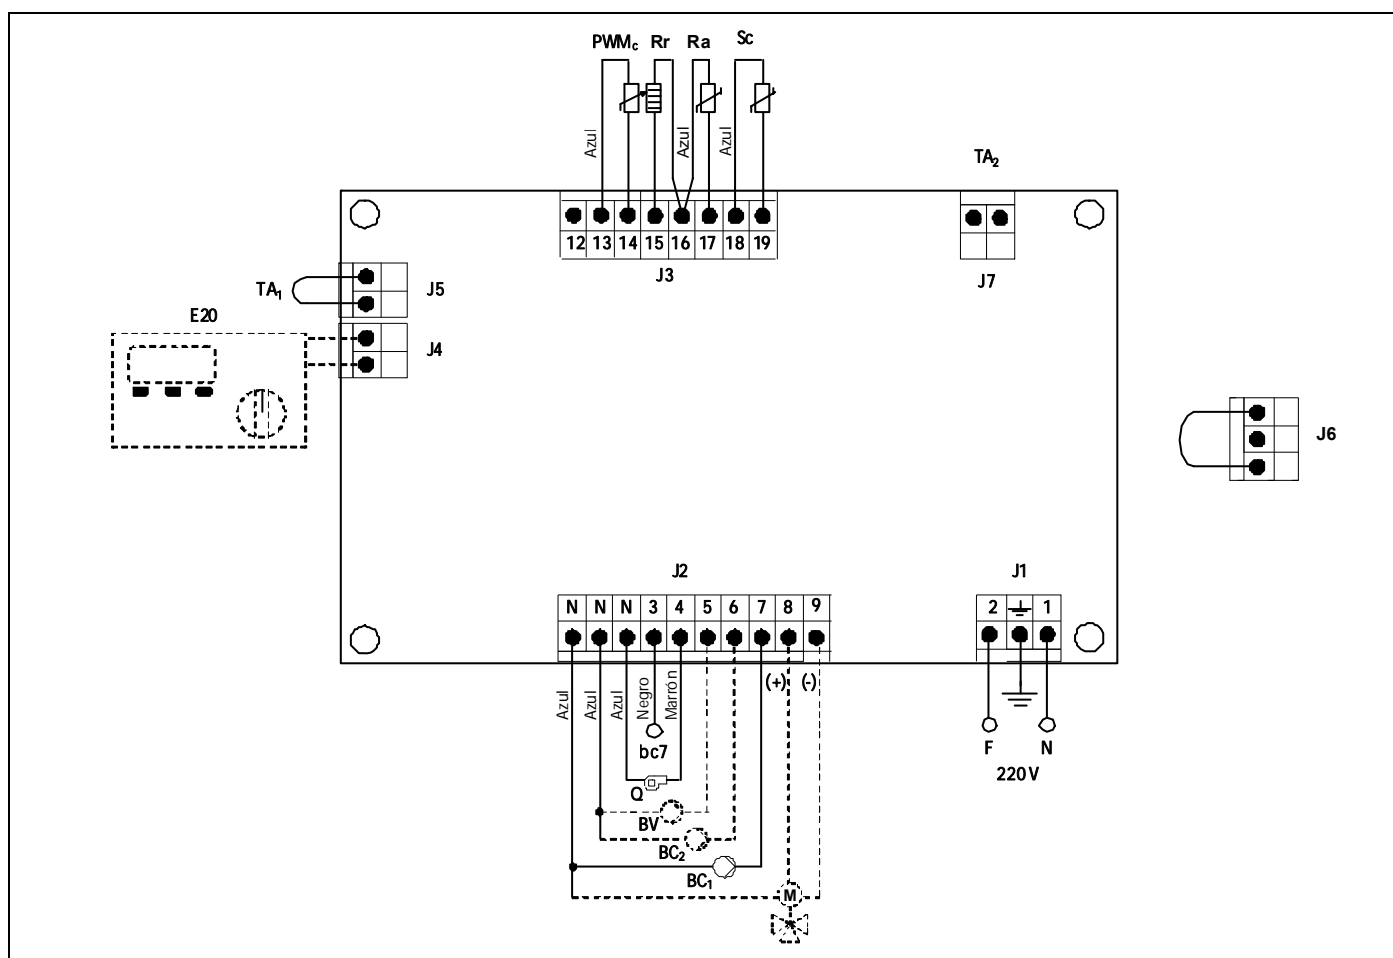 PWMc Rr Ra Sc
Azul
Azul
Azul
TA2
12 13 14 15 16 17 18 19
J3
J7
TA1
J5
E20
J4
J6
J2
J1
N N N 3 4 5 6 7 8 9
2 1
(+) (-)
Azul
Azul
Azul
Negro
Marrón
bc7
F N
220 V
Q
BV
BC2
BC1
M